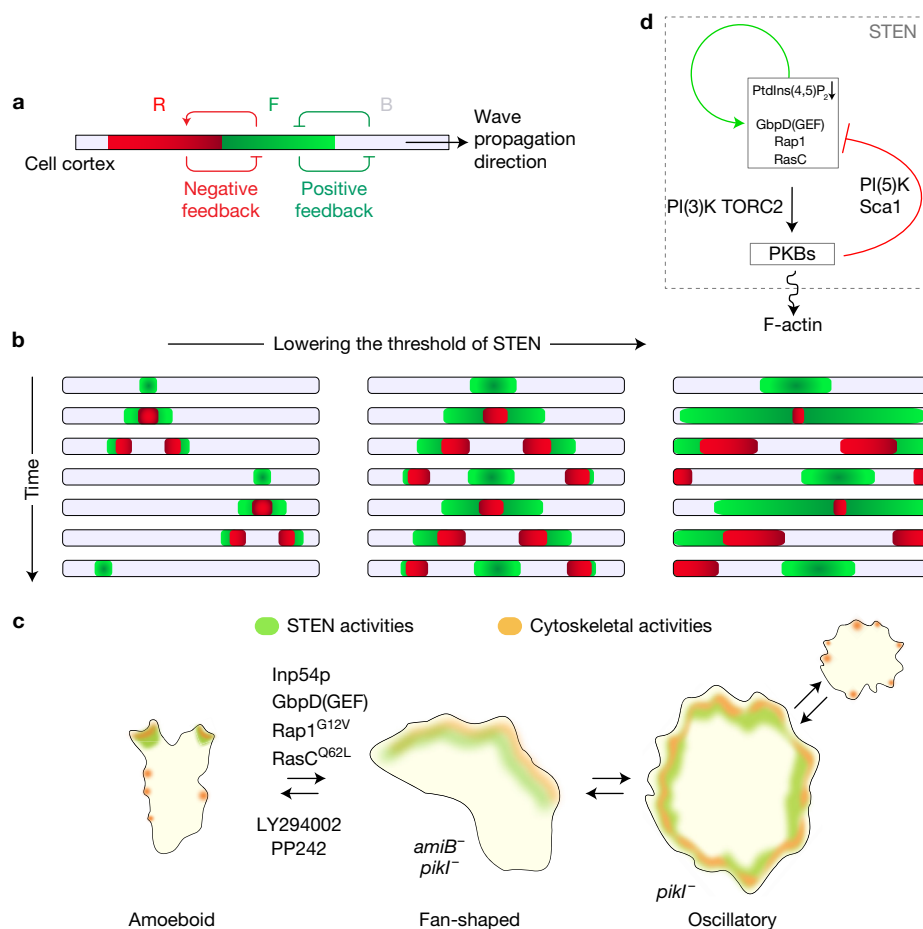 a
R F B
Cell cortex
Wave
propagation
direction
Negative
feedback
Positive
feedback
d
STEN
PtdIns(4,5)P2
GbpD(GEF)
Rap1
RasC
PI(3)K TORC2
PI(5)K
Sca1
PKBs
F-actin
b
Lowering the threshold of STEN
Time
c
STEN activities
Cytoskeletal activities
Inp54p
GbpD(GEF)
Rap1G12V
RasCQ62L
LY294002
PP242
amiB–
pikI–
pikI–
Amoeboid
Fan-shaped
Oscillatory